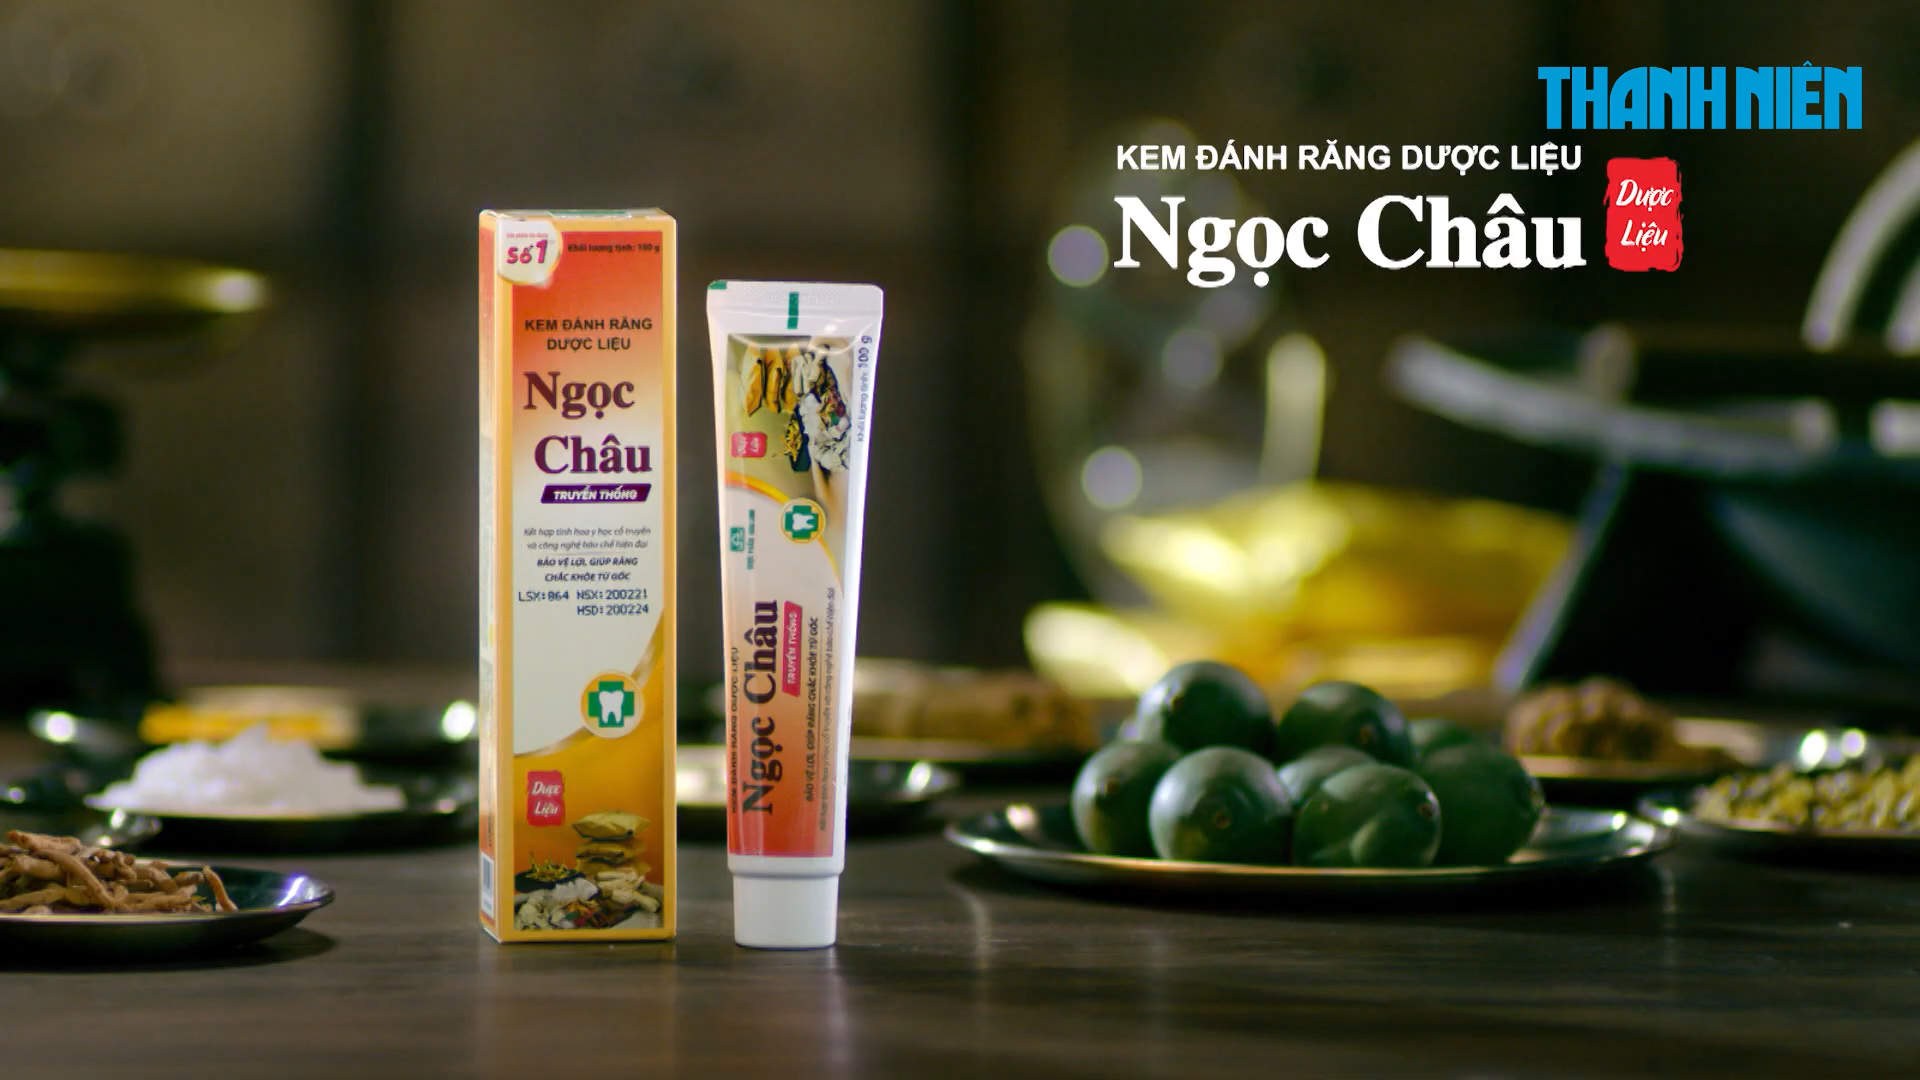 THANH NIÊN
KEM ĐÁNH RĂNG DƯỢC LIỆU
Ngọc Châu
Dược
Liệu
Số 1
Khối lượng tịnh: 100 g
KEM ĐÁNH RĂNG
DƯỢC LIỆU
Ngọc
Châu
TRUYỀN THỐNG
Kết hợp tinh hoa y học cổ truyền
và công nghệ bào chế hiện đại
BẢO VỆ LỢI, GIÚP RĂNG
CHẮC KHỎE TỪ GỐC
LSX: 864 NSX: 200221
HSD: 200224
Dược
Liệu
Khối lượng tịnh: 100 g
Dược
Liệu
KEM ĐÁNH RĂNG DƯỢC LIỆU
Ngọc Châu
TRUYỀN THỐNG
BẢO VỆ LỢI, GIÚP RĂNG CHẮC KHỎE TỪ GỐC